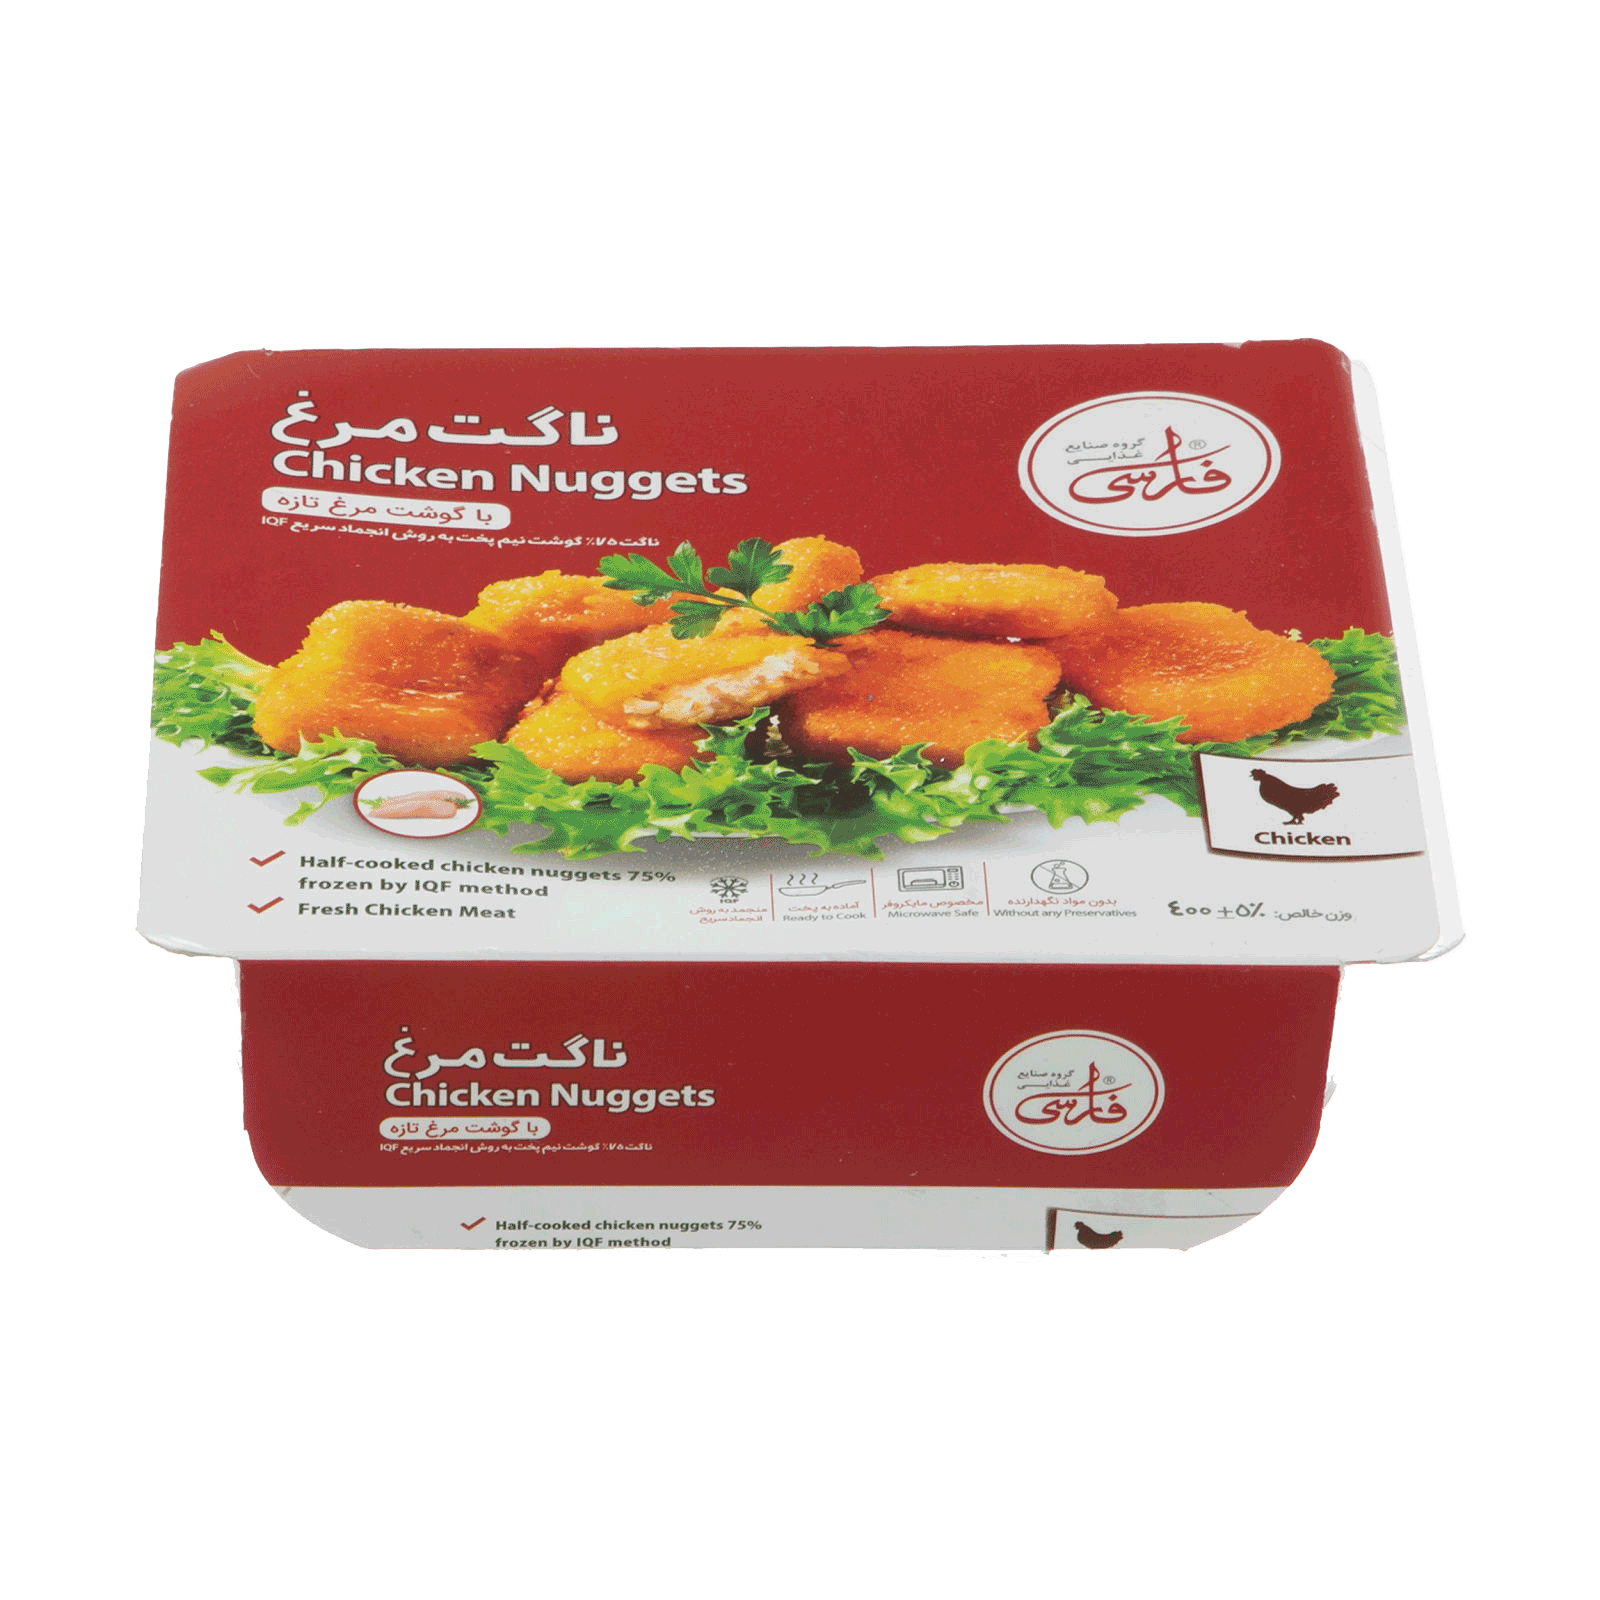 ناگت مرغ
Chicken Nuggets
با گوشت مرغ تازه
ناگت ۷۵٪ گوشت نیم پخت به روش انجماد سریع IQF
گروه صنایع
غذایی
فارسی ®
Chicken
Half-cooked chicken nuggets 75%
frozen by IQF method
Fresh Chicken Meat
IQF
منجمد به روش
انجماد سریع
آماده به پخت
Ready to Cook
مخصوص مایکروفر
Microwave Safe
بدون مواد نگهدارنده
Without any Preservatives
وزن خالص: ٤٠٠ ±٥٪
ناگت مرغ
Chicken Nuggets
با گوشت مرغ تازه
ناگت ۷۵٪ گوشت نیم پخت به روش انجماد سریع IQF
گروه صنایع
غذایی
فارسی ®
Half-cooked chicken nuggets 75%
frozen by IQF method